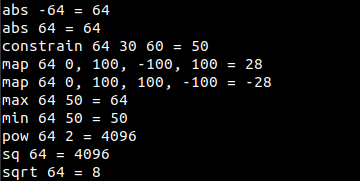 abs -64 = 64
abs 64 = 64
constrain 64 30 60 = 50
map 64 0, 100, -100, 100 = 28
map 64 0, 100, 100, -100 = -28
max 64 50 = 64
min 64 50 = 50
pow 64 2 = 4096
sq 64 = 4096
sqrt 64 = 8